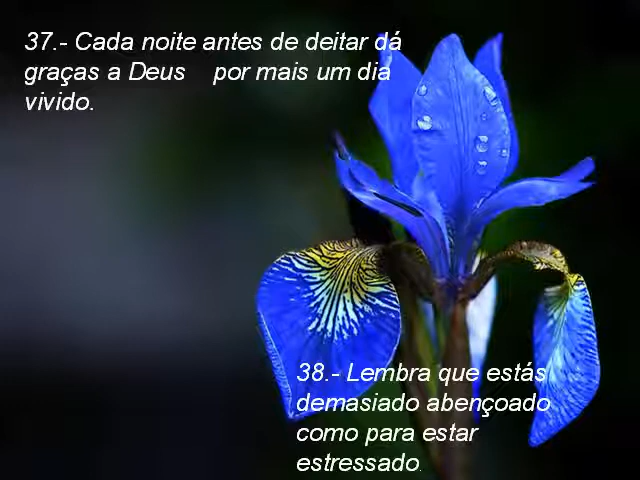 37.- Cada noite antes de deitar dá
graças a Deus    por mais um dia
vivido.
38.- Lembra que estás
demasiado abençoado
como para estar
estressado.